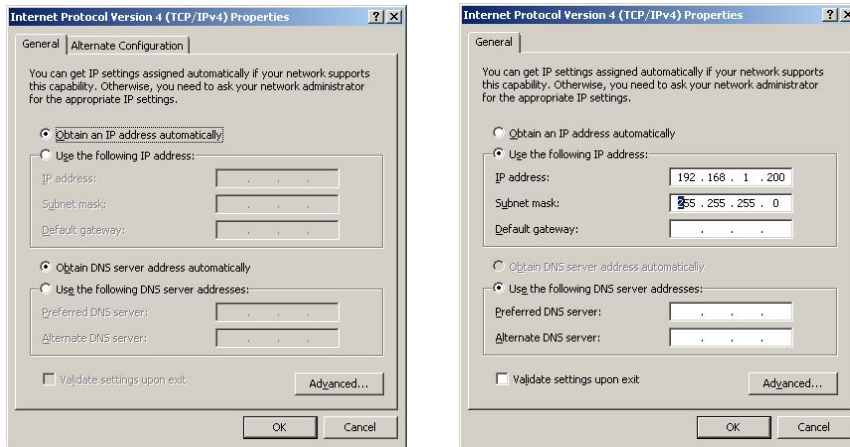 Internet Protocol Version 4 (TCP/IPv4) Properties
General
Alternate Configuration
You can get IP settings assigned automatically if your network supports
this capability. Otherwise, you need to ask your network administrator
for the appropriate IP settings.
Obtain an IP address automatically
Use the following IP address:
IP address:
Subnet mask:
Default gateway:
Obtain DNS server address automatically
Use the following DNS server addresses:
Preferred DNS server:
Alternate DNS server:
Validate settings upon exit
Advanced...
OK
Cancel
Internet Protocol Version 4 (TCP/IPv4) Properties
General
You can get IP settings assigned automatically if your network supports
this capability. Otherwise, you need to ask your network administrator
for the appropriate IP settings.
Obtain an IP address automatically
Use the following IP address:
IP address: 192 . 168 . 1 . 200
Subnet mask: 255 . 255 . 255 . 0
Default gateway: . . .
Obtain DNS server address automatically
Use the following DNS server addresses:
Preferred DNS server: . . .
Alternate DNS server: . . .
Validate settings upon exit
Advanced...
OK
Cancel